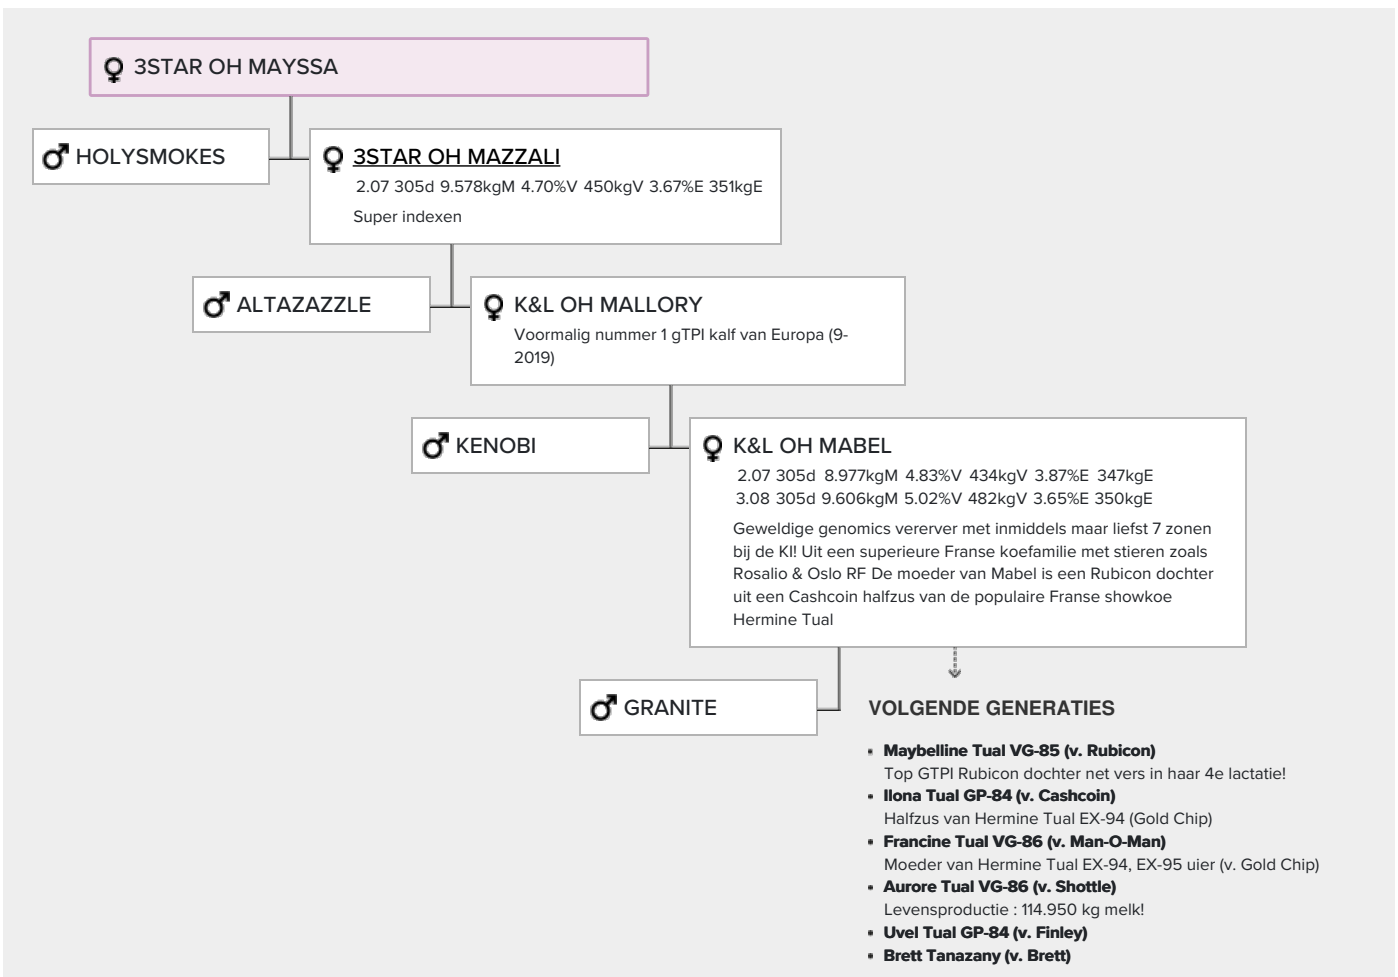 3STAR OH MAYSSA
HOLYSMOKES
3STAR OH MAZZALI
2.07 305d 9.578kgM 4.70%V 450kgV 3.67%E 351kgE
Super indexen
ALTAZAZZLE
K&L OH MALLORY
Voormalig nummer 1 gTPI kalf van Europa (9-
2019)
KENOBI
K&L OH MABEL
2.07 305d 8.977kgM 4.83%V 434kgV 3.87%E 347kgE
3.08 305d 9.606kgM 5.02%V 482kgV 3.65%E 350kgE
Geweldige genomics vererver met inmiddels maar liefst 7 zonen
bij de KI! Uit een superieure Franse koefamilie met stieren zoals
Rosalio & Oslo RF De moeder van Mabel is een Rubicon dochter
uit een Cashcoin halfzus van de populaire Franse showkoe
Hermine Tual
GRANITE
VOLGENDE GENERATIES
• Maybelline Tual VG-85 (v. Rubicon)
Top GTPI Rubicon dochter net vers in haar 4e lactatie!
• Ilona Tual GP-84 (v. Cashcoin)
Halfzus van Hermine Tual EX-94 (Gold Chip)
• Francine Tual VG-86 (v. Man-O-Man)
Moeder van Hermine Tual EX-94, EX-95 uier (v. Gold Chip)
• Aurore Tual VG-86 (v. Shottle)
Levensproductie : 114.950 kg melk!
• Uvel Tual GP-84 (v. Finley)
• Brett Tanazany (v. Brett)